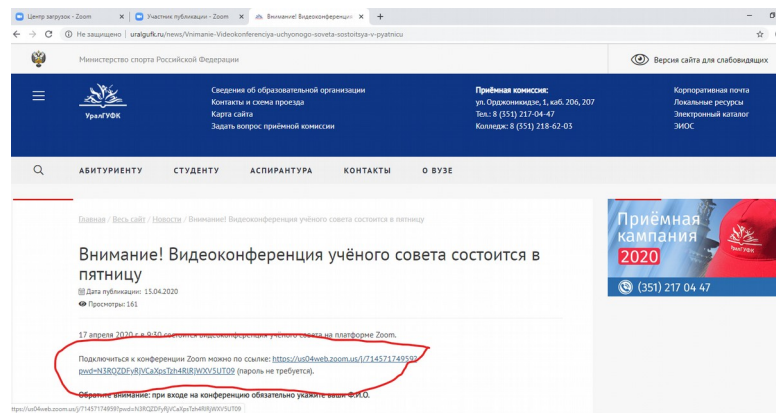 Центр загрузок - Zoom
Участник публикации - Zoom
Внимание! Видеоконференция
Не защищено | uralgufk.ru/news/Vnimanie-Videokonferenciya-uchyonogo-soveta-sostoitsya-v-pyatnicu
Министерство спорта Российской Федерации
Версия сайта для слабовидящих
УралГУФК
Сведения об образовательной организации
Контакты и схема проезда
Карта сайта
Задать вопрос приёмной комиссии
Приёмная комиссия:
ул. Орджоникидзе, 1, каб. 206, 207
Тел.: 8 (351) 217-04-47
Колледж: 8 (351) 218-62-03
Корпоративная почта
Локальные ресурсы
Электронный каталог
ЭИОС
АБИТУРИЕНТУ СТУДЕНТУ АСПИРАНТУРА КОНТАКТЫ О ВУЗЕ
Главная / Весь сайт / Новости / Внимание! Видеоконференция учёного совета состоится в пятницу
Внимание! Видеоконференция учёного совета состоится в
пятницу
Дата публикации: 15.04.2020
Просмотры: 161
17 апреля 2020 г. в 9:30 состоится видеоконференция учёного совета на платформе Zoom.
Подключиться к конференции Zoom можно по ссылке: https://us04web.zoom.us/j/71457174959?
pwd=N3RQZDFyRjVCaXpsTzh4RlRJWXV5UT09 (пароль не требуется).
Обратите внимание: при входе на конференцию обязательно укажите ваши Ф.И.О.
Приёмная
кампания
2020
УралГУФК
(351) 217 04 47
https://us04web.zoom.us/j/71457174959?pwd=N3RQZDFyRjVCaXpsTzh4RlRJWXV5UT09